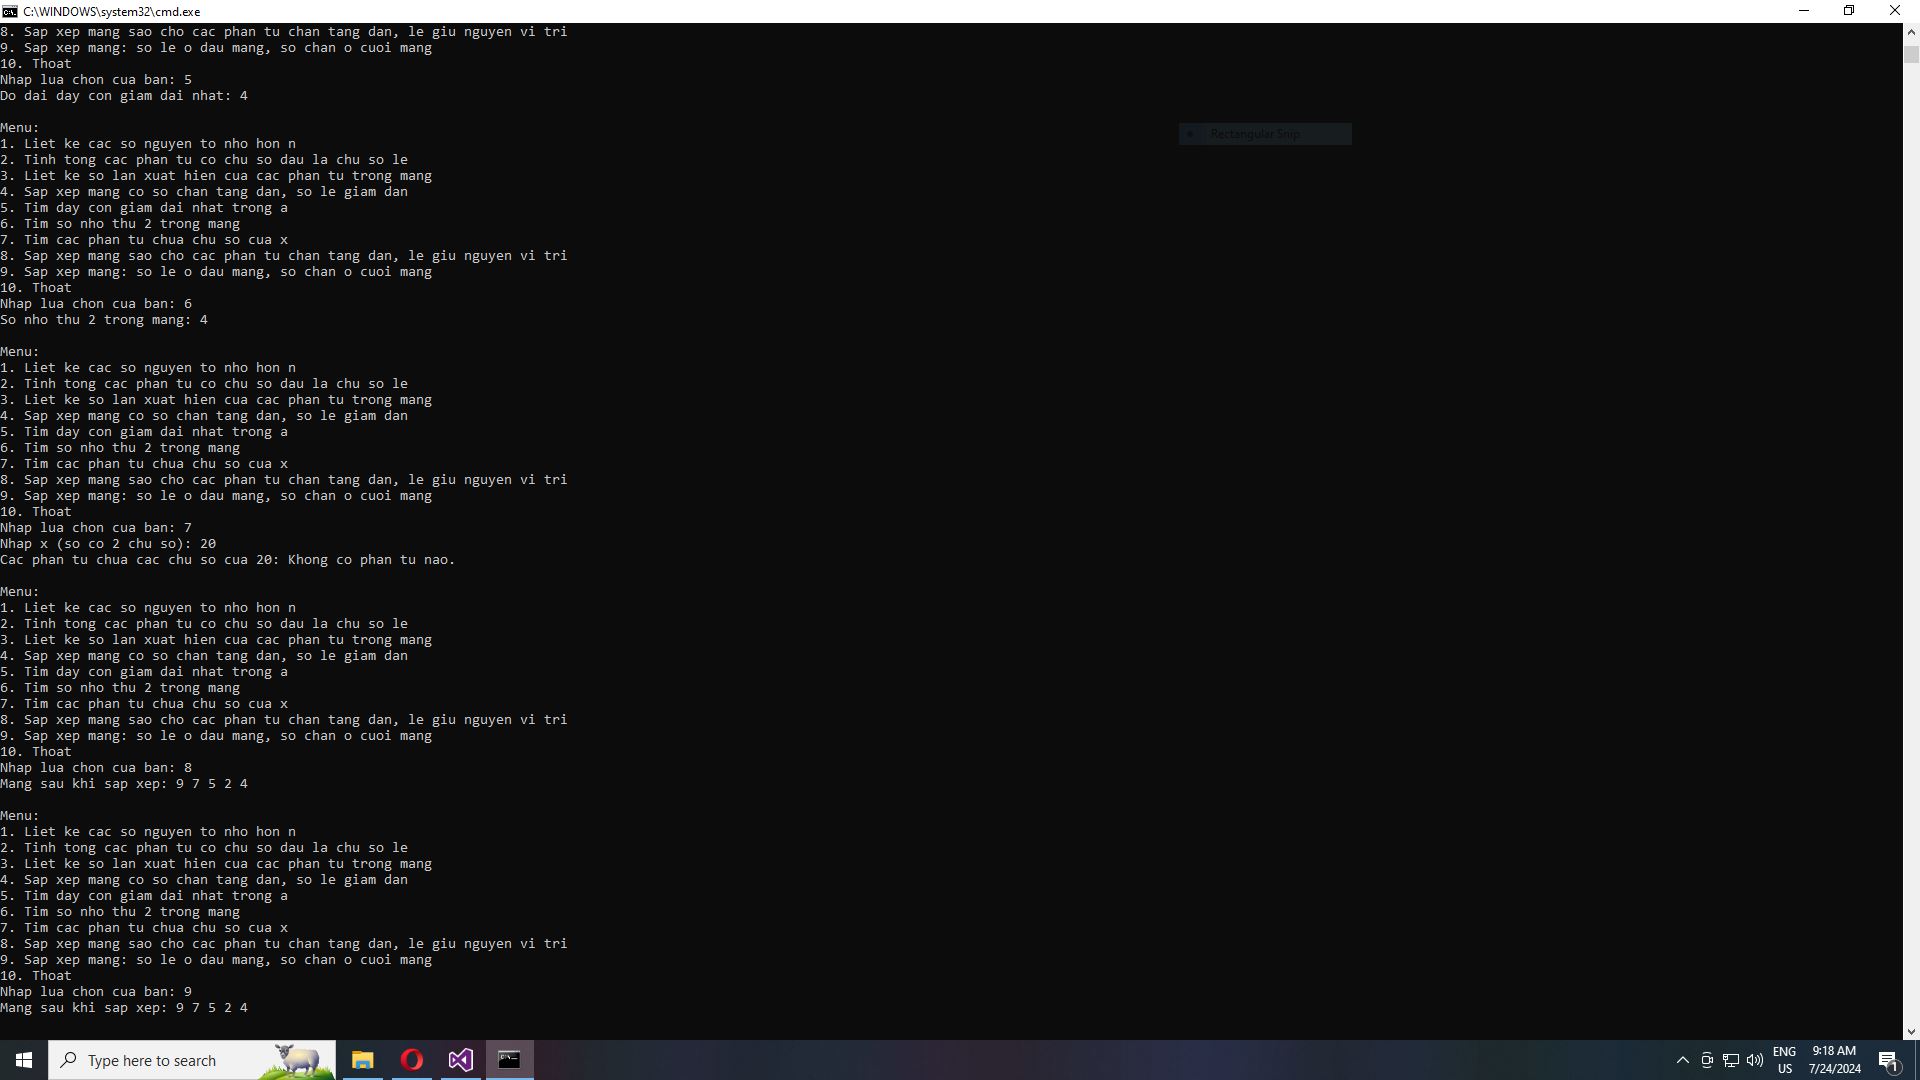 C:\WINDOWS\system32\cmd.exe
8. Sap xep mang sao cho cac phan tu chan tang dan, le giu nguyen vi tri
9. Sap xep mang: so le o dau mang, so chan o cuoi mang
10. Thoat
Nhap lua chon cua ban: 5
Do dai day con giam dai nhat: 4
Menu:
1. Liet ke cac so nguyen to nho hon n
Rectangular Snip
2. Tinh tong cac phan tu co chu so dau la chu so le
3. Liet ke so lan xuat hien cua cac phan tu trong mang
4. Sap xep mang co so chan tang dan, so le giam dan
5. Tim day con giam dai nhat trong a
6. Tim so nho thu 2 trong mang
7. Tim cac phan tu chua chu so cua x
8. Sap xep mang sao cho cac phan tu chan tang dan, le giu nguyen vi tri
9. Sap xep mang: so le o dau mang, so chan o cuoi mang
10. Thoat
Nhap lua chon cua ban: 6
So nho thu 2 trong mang: 4
Menu:
1. Liet ke cac so nguyen to nho hon n
2. Tinh tong cac phan tu co chu so dau la chu so le
3. Liet ke so lan xuat hien cua cac phan tu trong mang
4. Sap xep mang co so chan tang dan, so le giam dan
5. Tim day con giam dai nhat trong a
6. Tim so nho thu 2 trong mang
7. Tim cac phan tu chua chu so cua x
8. Sap xep mang sao cho cac phan tu chan tang dan, le giu nguyen vi tri
9. Sap xep mang: so le o dau mang, so chan o cuoi mang
10. Thoat
Nhap lua chon cua ban: 7
Nhap x (so co 2 chu so): 20
Cac phan tu chua cac chu so cua 20: Khong co phan tu nao.
Menu:
1. Liet ke cac so nguyen to nho hon n
2. Tinh tong cac phan tu co chu so dau la chu so le
3. Liet ke so lan xuat hien cua cac phan tu trong mang
4. Sap xep mang co so chan tang dan, so le giam dan
5. Tim day con giam dai nhat trong a
6. Tim so nho thu 2 trong mang
7. Tim cac phan tu chua chu so cua x
8. Sap xep mang sao cho cac phan tu chan tang dan, le giu nguyen vi tri
9. Sap xep mang: so le o dau mang, so chan o cuoi mang
10. Thoat
Nhap lua chon cua ban: 8
Mang sau khi sap xep: 9 7 5 2 4
Menu:
1. Liet ke cac so nguyen to nho hon n
2. Tinh tong cac phan tu co chu so dau la chu so le
3. Liet ke so lan xuat hien cua cac phan tu trong mang
4. Sap xep mang co so chan tang dan, so le giam dan
5. Tim day con giam dai nhat trong a
6. Tim so nho thu 2 trong mang
7. Tim cac phan tu chua chu so cua x
8. Sap xep mang sao cho cac phan tu chan tang dan, le giu nguyen vi tri
9. Sap xep mang: so le o dau mang, so chan o cuoi mang
10. Thoat
Nhap lua chon cua ban: 9
Mang sau khi sap xep: 9 7 5 2 4
Type here to search
ENG
US
9:18 AM
7/24/2024
1